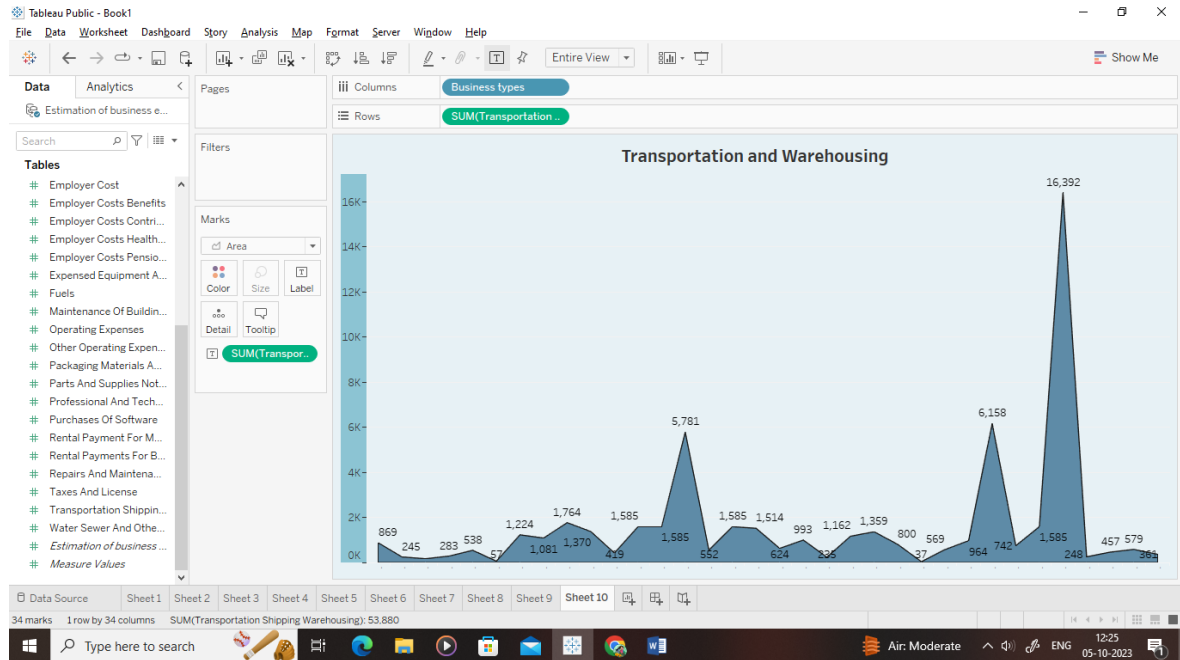 Tableau Public - Book1
File Data Worksheet Dashboard Story Analysis Map Format Server Window Help
Entire View
Show Me
Data Analytics
Pages
Columns
Business types
Estimation of business e...
Rows
SUM(Transportation ..
Search
Filters
Tables
Employer Cost
Employer Costs Benefits
Employer Costs Contri...
Employer Costs Health...
Employer Costs Pensio...
Expensed Equipment A...
Fuels
Maintenance Of Buildin...
Operating Expenses
Other Operating Expen...
Packaging Materials A...
Parts And Supplies Not...
Professional And Tech...
Purchases Of Software
Rental Payment For M...
Rental Payments For B...
Repairs And Maintena...
Taxes And License
Transportation Shippin...
Water Sewer And Othe...
Estimation of business ...
Measure Values
Marks
Area
Color Size Label
Detail Tooltip
SUM(Transpor..
Transportation and Warehousing
16K
14K
12K
10K
8K
6K
4K
2K
0K
869
245
283
538
57
1,224
1,081
1,764
1,370
419
1,585
1,585
5,781
552
1,585
1,514
624
993
235
1,162
1,359
800
37
569
964
6,158
742
1,585
16,392
248
457
579
361
Data Source Sheet 1 Sheet 2 Sheet 3 Sheet 4 Sheet 5 Sheet 6 Sheet 7 Sheet 8 Sheet 9 Sheet 10
34 marks 1 row by 34 columns SUM(Transportation Shipping Warehousing): 53.880
Type here to search
Air: Moderate
ENG
12:25
05-10-2023
1